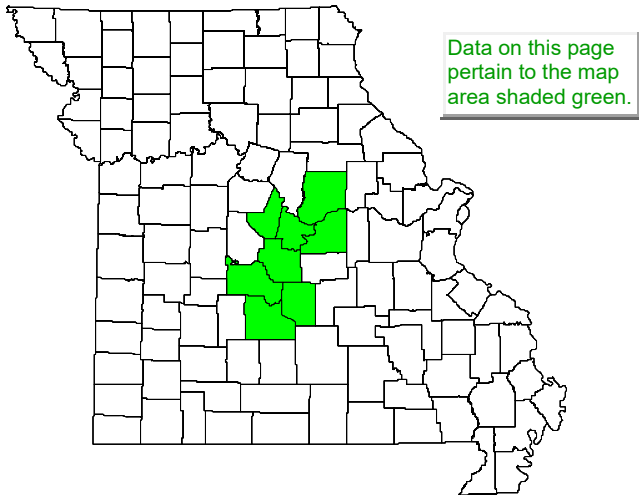 Data on this page
pertain to the map
area shaded green.